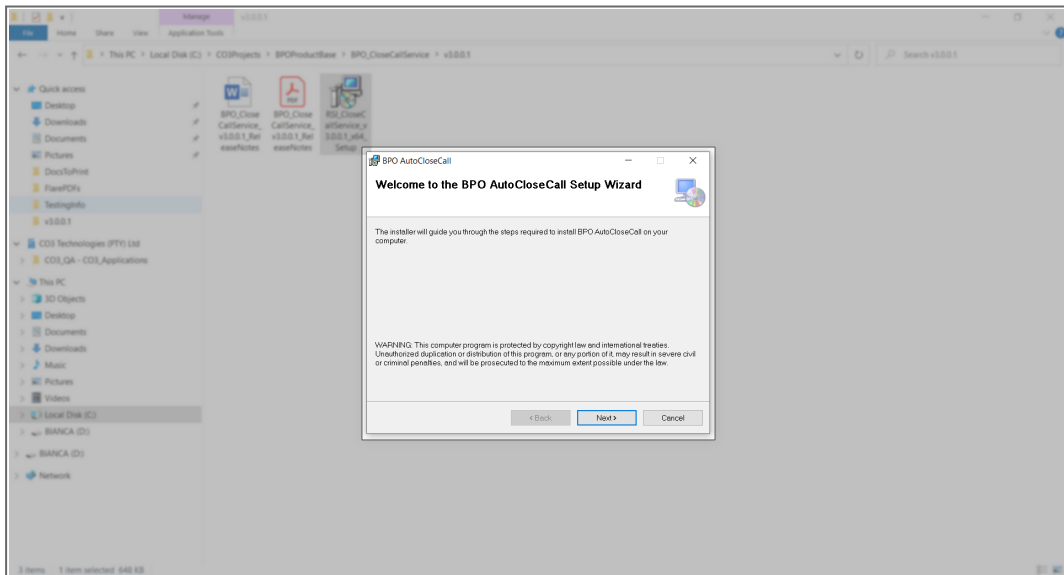 Manage
v3.0.0.1
File Home Share View Application Tools
This PC > Local Disk (C:) > CO3Projects > BPOProductBase > BPO_CloseCallService > v3.0.0.1
Search v3.0.0.1
Quick access
Desktop
Downloads
Documents
Pictures
DocsToPrint
FlarePDFs
TestingInfo
v3.0.0.1
CO3 Technologies (PTY) Ltd
CO3_QA - CO3_Applications
This PC
3D Objects
Desktop
Documents
Downloads
Music
Pictures
Videos
Local Disk (C:)
BIANCA (D:)
BIANCA (D:)
Network
BPO_Close
CallService_
v3.0.0.1_Rel
easeNotes
PDF
BPO_Close
CallService_
v3.0.0.1_Rel
easeNotes
RSI_CloseC
allService_v
3.0.0.1_x64_
Setup
BPO AutoCloseCall
Welcome to the BPO AutoCloseCall Setup Wizard
The installer will guide you through the steps required to install BPO AutoCloseCall on your
computer.
WARNING: This computer program is protected by copyright law and international treaties.
Unauthorized duplication or distribution of this program, or any portion of it, may result in severe civil
or criminal penalties, and will be prosecuted to the maximum extent possible under the law.
< Back Next > Cancel
3 items 1 item selected 648 KB